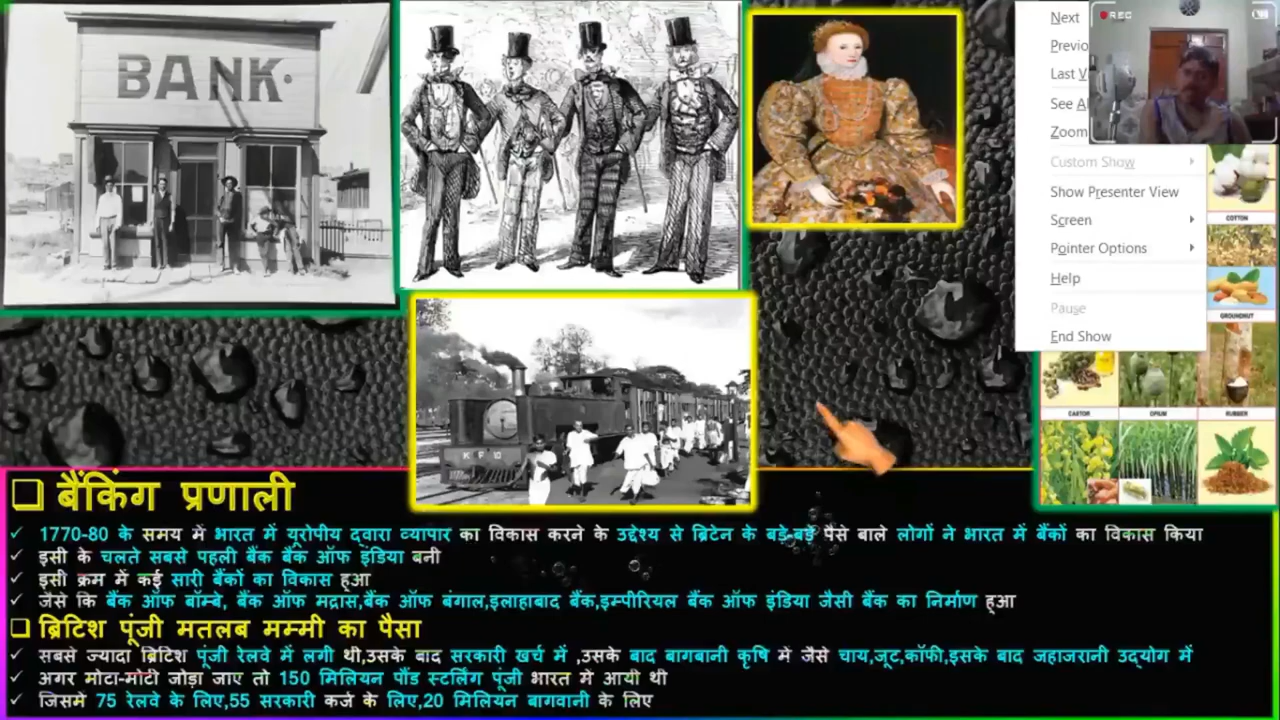 BANK.
Next
Previo
Last V
See Al
Zoom
Custom Show
Show Presenter View
Screen
Pointer Options
Help
Pause
End Show
REC
COTTON
GROUNDNUT
CASTOR
OPIUM
RUBBER
K F 10
बैंकिंग प्रणाली
1770-80 के समय में भारत में यूरोपीय द्वारा व्यापार का विकास करने के उद्देश्य से ब्रिटेन के बड़े-बड़े पैसे बाले लोगों ने भारत में बैंकों का विकास किया
इसी के चलते सबसे पहली बैंक बैंक ऑफ इंडिया बनी
इसी क्रम में कई सारी बैंकों का विकास हुआ
जैसे कि बैंक ऑफ बॉम्बे, बैंक ऑफ मद्रास,बैंक ऑफ बंगाल,इलाहाबाद बैंक,इम्पीरियल बैंक ऑफ इंडिया जैसी बैंक का निर्माण हुआ
ब्रिटिश पूंजी मतलब मम्मी का पैसा
सबसे ज्यादा ब्रिटिश पूंजी रेलवे में लगी थी,उसके बाद सरकारी खर्च में ,उसके बाद बागबानी कृषि में जैसे चाय,जूट,कॉफी,इसके बाद जहाजरानी उद्योग में
अगर मोटा-मोटी जोड़ा जाए तो 150 मिलियन पौंड स्टर्लिंग पूंजी भारत में आयी थी
जिसमें 75 रेलवे के लिए,55 सरकारी कर्ज के लिए,20 मिलियन बागवानी के लिए